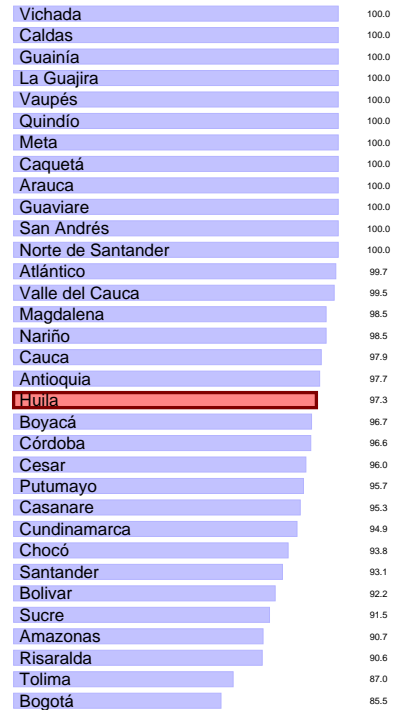 Vichada 100.0
Caldas 100.0
Guainía 100.0
La Guajira 100.0
Vaupés 100.0
Quindío 100.0
Meta 100.0
Caquetá 100.0
Arauca 100.0
Guaviare 100.0
San Andrés 100.0
Norte de Santander 100.0
Atlántico 99.7
Valle del Cauca 99.5
Magdalena 98.5
Nariño 98.5
Cauca 97.9
Antioquia 97.7
Huila 97.3
Boyacá 96.7
Córdoba 96.6
Cesar 96.0
Putumayo 95.7
Casanare 95.3
Cundinamarca 94.9
Chocó 93.8
Santander 93.1
Bolivar 92.2
Sucre 91.5
Amazonas 90.7
Risaralda 90.6
Tolima 87.0
Bogotá 85.5